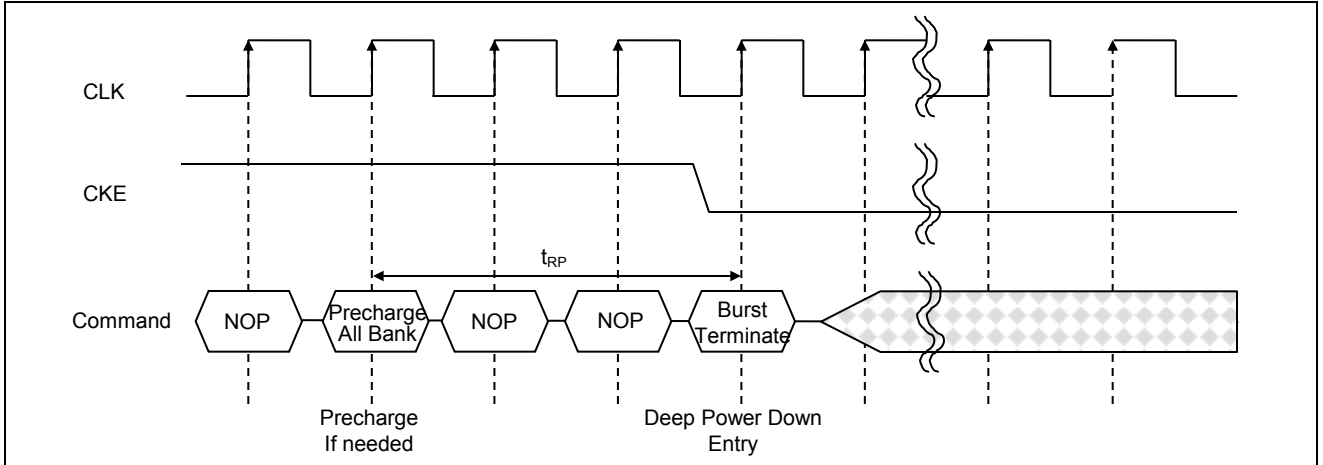 CLK
CKE
tRP
Command
NOP
Precharge
All Bank
NOP
NOP
Burst
Terminate
Precharge
If needed
Deep Power Down
Entry